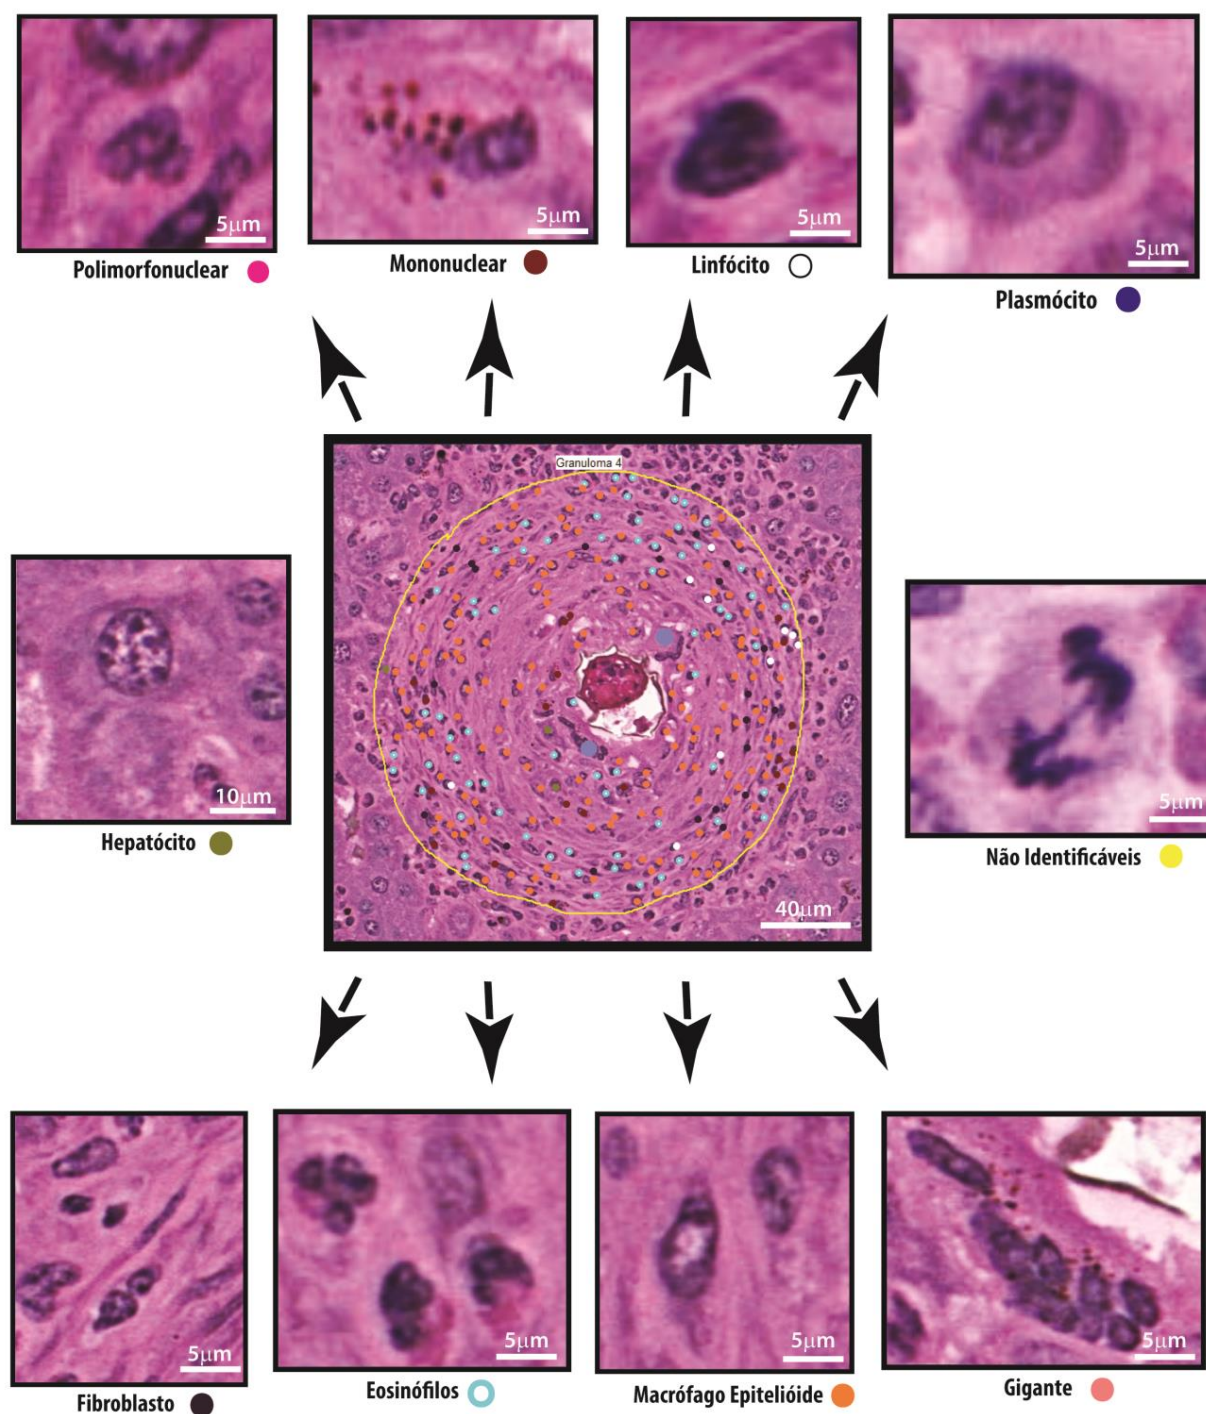 5μm
5μm
5μm
5μm
Polimorfonuclear
Mononuclear
Linfócito
Plasmócito
Granuloma 4
10μm
Hepatócito
5μm
Não Identificáveis
40μm
5μm
5μm
5μm
5μm
Fibroblasto
Eosinófilos
Macrófago Epitelióide
Gigante